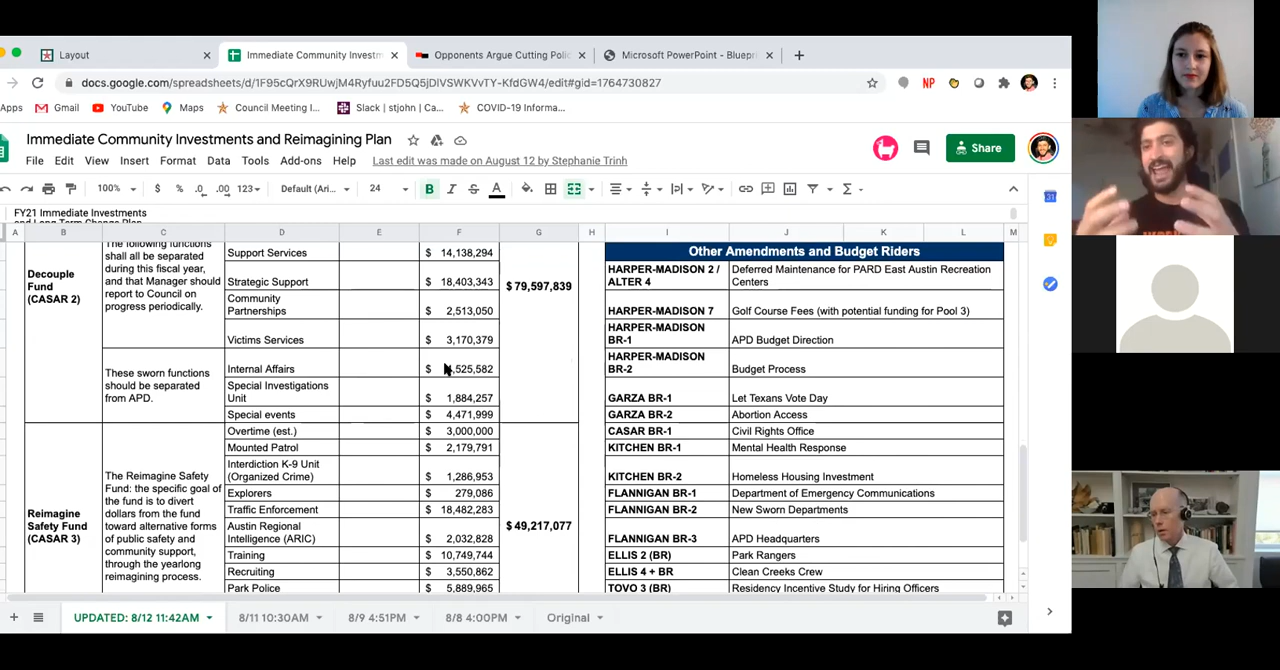 Layout
Immediate Community Investm
Opponents Argue Cutting Polic
Microsoft PowerPoint - Bluepri
docs.google.com/spreadsheets/d/1F95cQrX9RUwjM4Ryfuu2FD5Q5jDlVSWKVvTY-KfdGW4/edit#gid=1764730827
NP
Apps
Gmail
YouTube
Maps
Council Meeting I...
Slack | stjohn | Ca...
COVID-19 Informa...
Immediate Community Investments and Reimagining Plan
File Edit View Insert Format Data Tools Add-ons Help
Last edit was made on August 12 by Stephanie Trinh
Share
100% $ % .0 .00 123 Default (Ari... 24 B I S A
FY21 Immediate Investments
and Long Term Change Plan
A B C D E F G H I J K L M
Decouple
Fund
(CASAR 2)
The following functions
shall all be separated
during this fiscal year,
and that Manager should
report to Council on
progress periodically.
Support Services $ 14,138,294
Strategic Support $ 18,403,343
Community
Partnerships $ 2,513,050
Victims Services $ 3,170,379
$ 79,597,839
These sworn functions
should be separated
from APD.
Internal Affairs $ ,525,582
Special Investigations
Unit $ 1,884,257
Special events $ 4,471,999
Reimagine
Safety Fund
(CASAR 3)
The Reimagine Safety
Fund: the specific goal of
the fund is to divert
dollars from the fund
toward alternative forms
of public safety and
community support,
through the yearlong
reimagining process.
Overtime (est.) $ 3,000,000
Mounted Patrol $ 2,179,791
Interdiction K-9 Unit
(Organized Crime) $ 1,286,953
Explorers $ 279,086
Traffic Enforcement $ 18,482,283
Austin Regional
Intelligence (ARIC) $ 2,032,828
Training $ 10,749,744
Recruiting $ 3,550,862
Park Police $ 5,889,965
$ 49,217,077
Other Amendments and Budget Riders
HARPER-MADISON 2 /
ALTER 4
Deferred Maintenance for PARD East Austin Recreation
Centers
HARPER-MADISON 7 Golf Course Fees (with potential funding for Pool 3)
HARPER-MADISON
BR-1 APD Budget Direction
HARPER-MADISON
BR-2 Budget Process
GARZA BR-1 Let Texans Vote Day
GARZA BR-2 Abortion Access
CASAR BR-1 Civil Rights Office
KITCHEN BR-1 Mental Health Response
KITCHEN BR-2 Homeless Housing Investment
FLANNIGAN BR-1 Department of Emergency Communications
FLANNIGAN BR-2 New Sworn Departments
FLANNIGAN BR-3 APD Headquarters
ELLIS 2 (BR) Park Rangers
ELLIS 4 + BR Clean Creeks Crew
TOVO 3 (BR) Residency Incentive Study for Hiring Officers
UPDATED: 8/12 11:42AM
8/11 10:30AM
8/9 4:51PM
8/8 4:00PM
Original